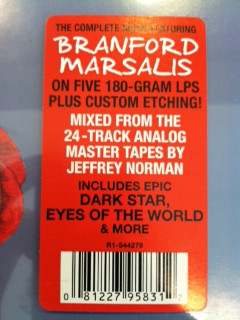 THE COMPLETE SHOW FEATURING
BRANFORD
MARSALIS
ON FIVE 180-GRAM LPS
PLUS CUSTOM ETCHING!
MIXED FROM THE
24-TRACK ANALOG
MASTER TAPES BY
JEFFREY NORMAN
INCLUDES EPIC
DARK STAR,
EYES OF THE WORLD
& MORE
R1-544279
0 81227 95831